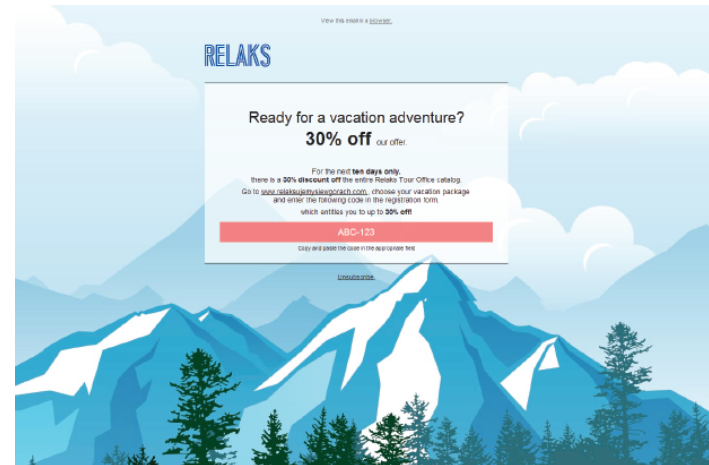 View this email in a browser.
RELAKS
Ready for a vacation adventure?
30% off our offer.
For the next ten days only,
there is a 30% discount off the entire Relaks Tour Office catalog.
Go to www.relaksujemysiewgorach.com, choose your vacation package
and enter the following code in the registration form.
which entitles you to up to 30% off!
ABC-123
Copy and paste the code in the appropriate field
Unsubscribe.